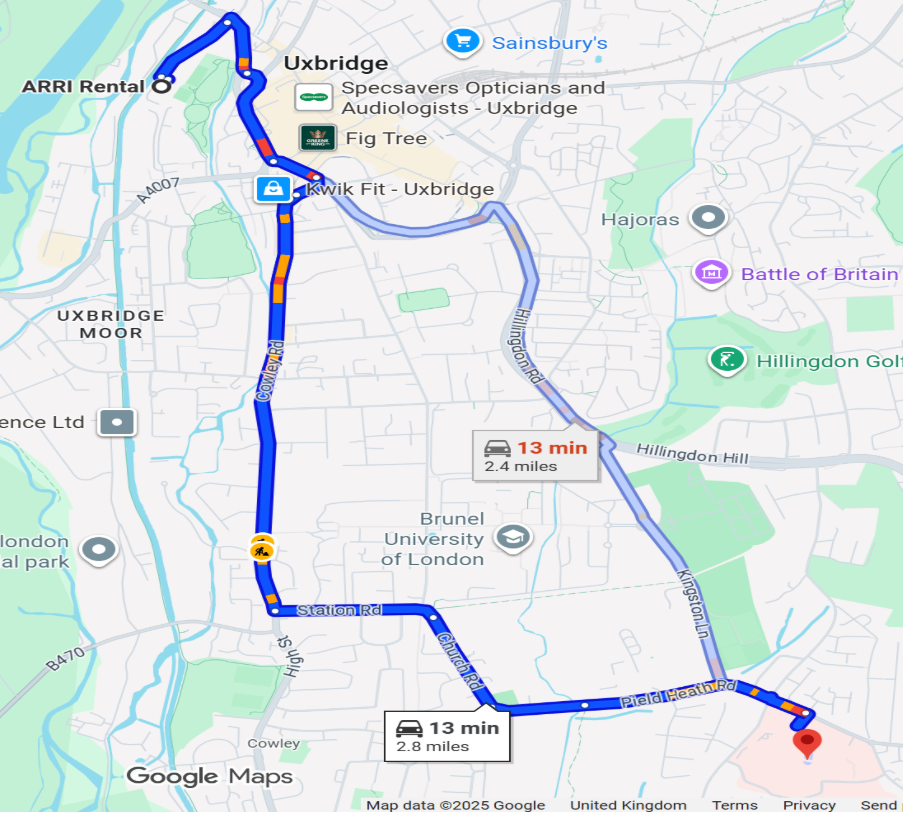 Sainsbury's
Uxbridge
ARRI Rental
Specsavers Opticians and
Audiologists - Uxbridge
GREENE
KING
Fig Tree
A4007
Kwik Fit - Uxbridge
Hajoras
Battle of Britain
UXBRIDGE
MOOR
Hillingdon Rd
Cowley Rd
Hillingdon Golf
ence Ltd
13 min
2.4 miles
Hillingdon Hill
Brunel
University
of London
london
al park
Kingston Ln
Station Rd
High St
Church Rd
B470
Pield Heath Rd
13 min
2.8 miles
Cowley
Google Maps
Map data ©2025 Google United Kingdom Terms Privacy Send